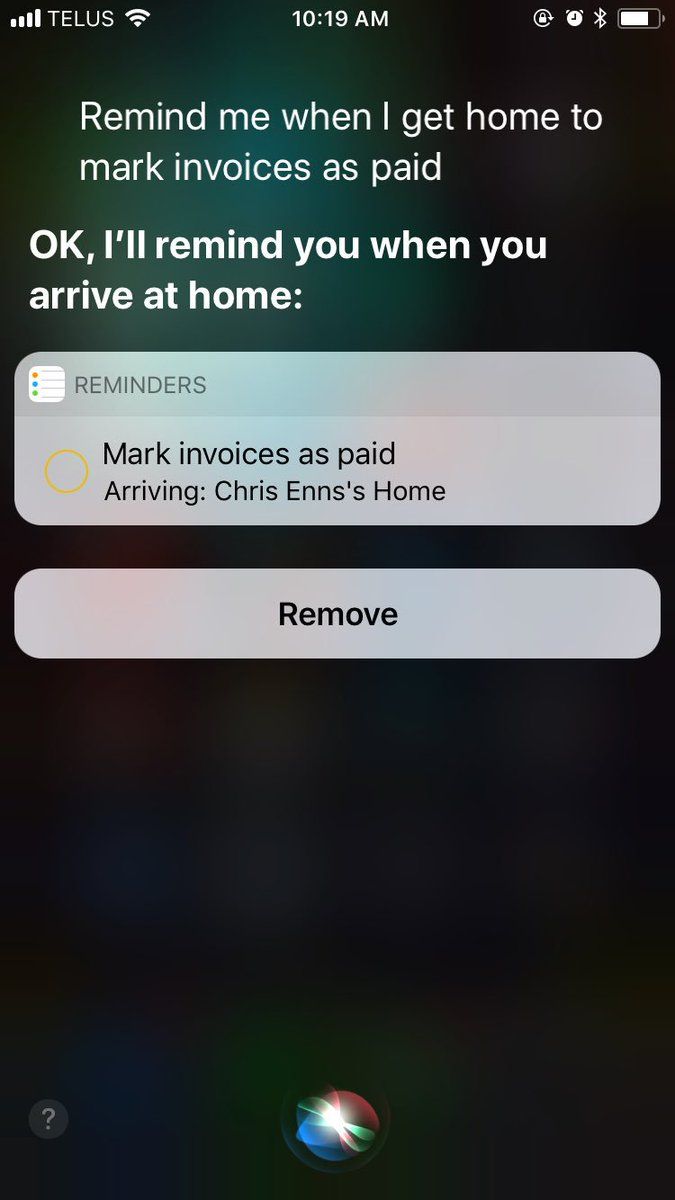 TELUS 10:19 AM
Remind me when I get home to
mark invoices as paid
OK, I’ll remind you when you
arrive at home:
REMINDERS
Mark invoices as paid
Arriving: Chris Enns's Home
Remove
?